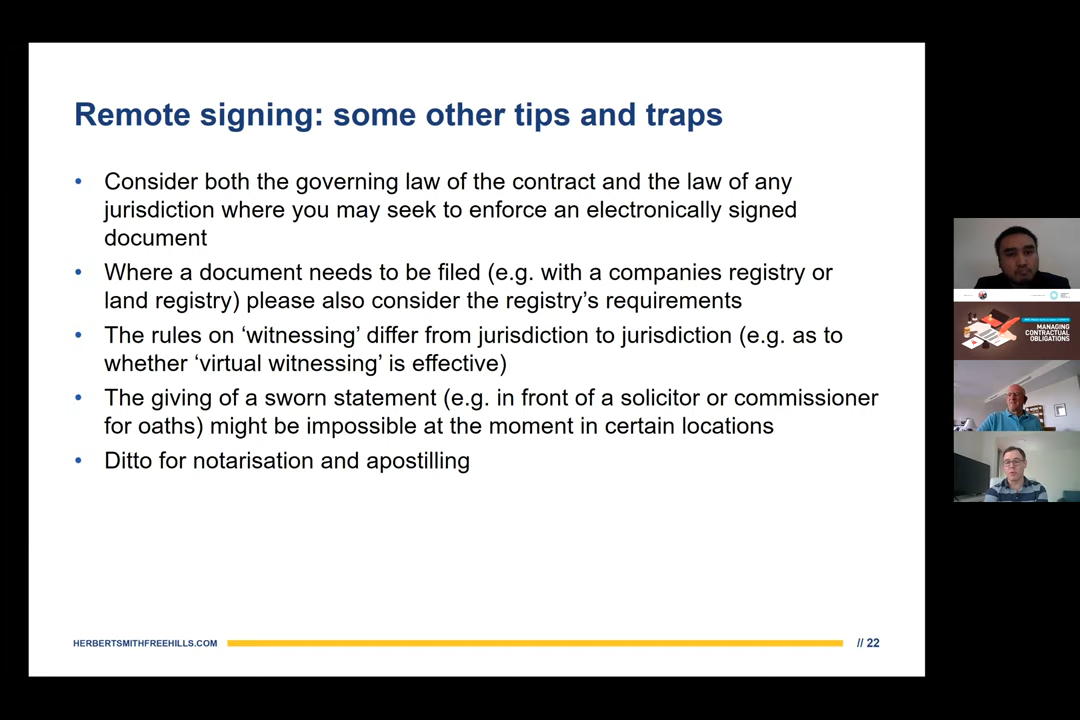 Remote signing: some other tips and traps
• Consider both the governing law of the contract and the law of any
jurisdiction where you may seek to enforce an electronically signed
document
• Where a document needs to be filed (e.g. with a companies registry or
land registry) please also consider the registry’s requirements
• The rules on ‘witnessing’ differ from jurisdiction to jurisdiction (e.g. as to
whether ‘virtual witnessing’ is effective)
• The giving of a sworn statement (e.g. in front of a solicitor or commissioner
for oaths) might be impossible at the moment in certain locations
• Ditto for notarisation and apostilling
HERBERTSMITHFREEHILLS.COM
// 22
MANAGING
CONTRACTUAL
OBLIGATIONS